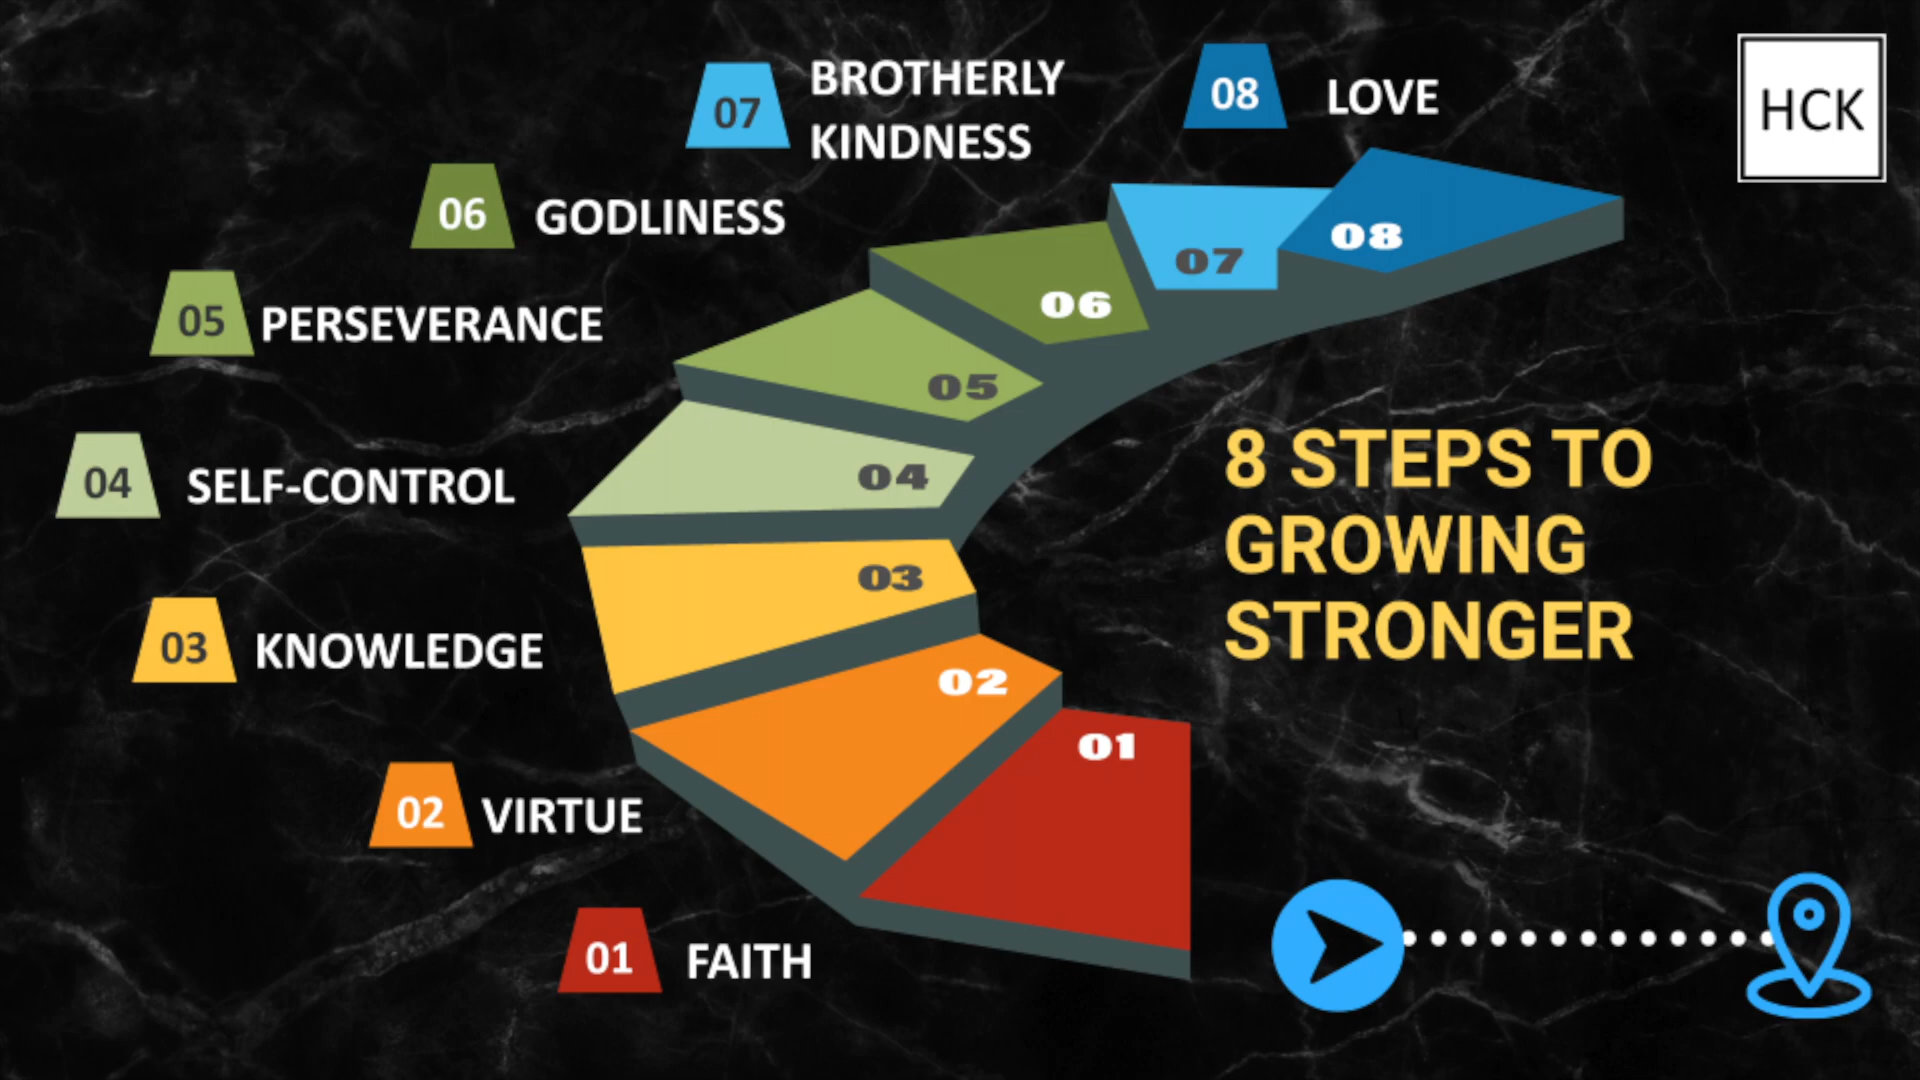 07
BROTHERLY
KINDNESS
08
LOVE
HCK
06
GODLINESS
05
PERSEVERANCE
04
SELF-CONTROL
03
KNOWLEDGE
02
VIRTUE
01
FAITH
08
07
06
05
04
03
02
01
8 STEPS TO
GROWING
STRONGER